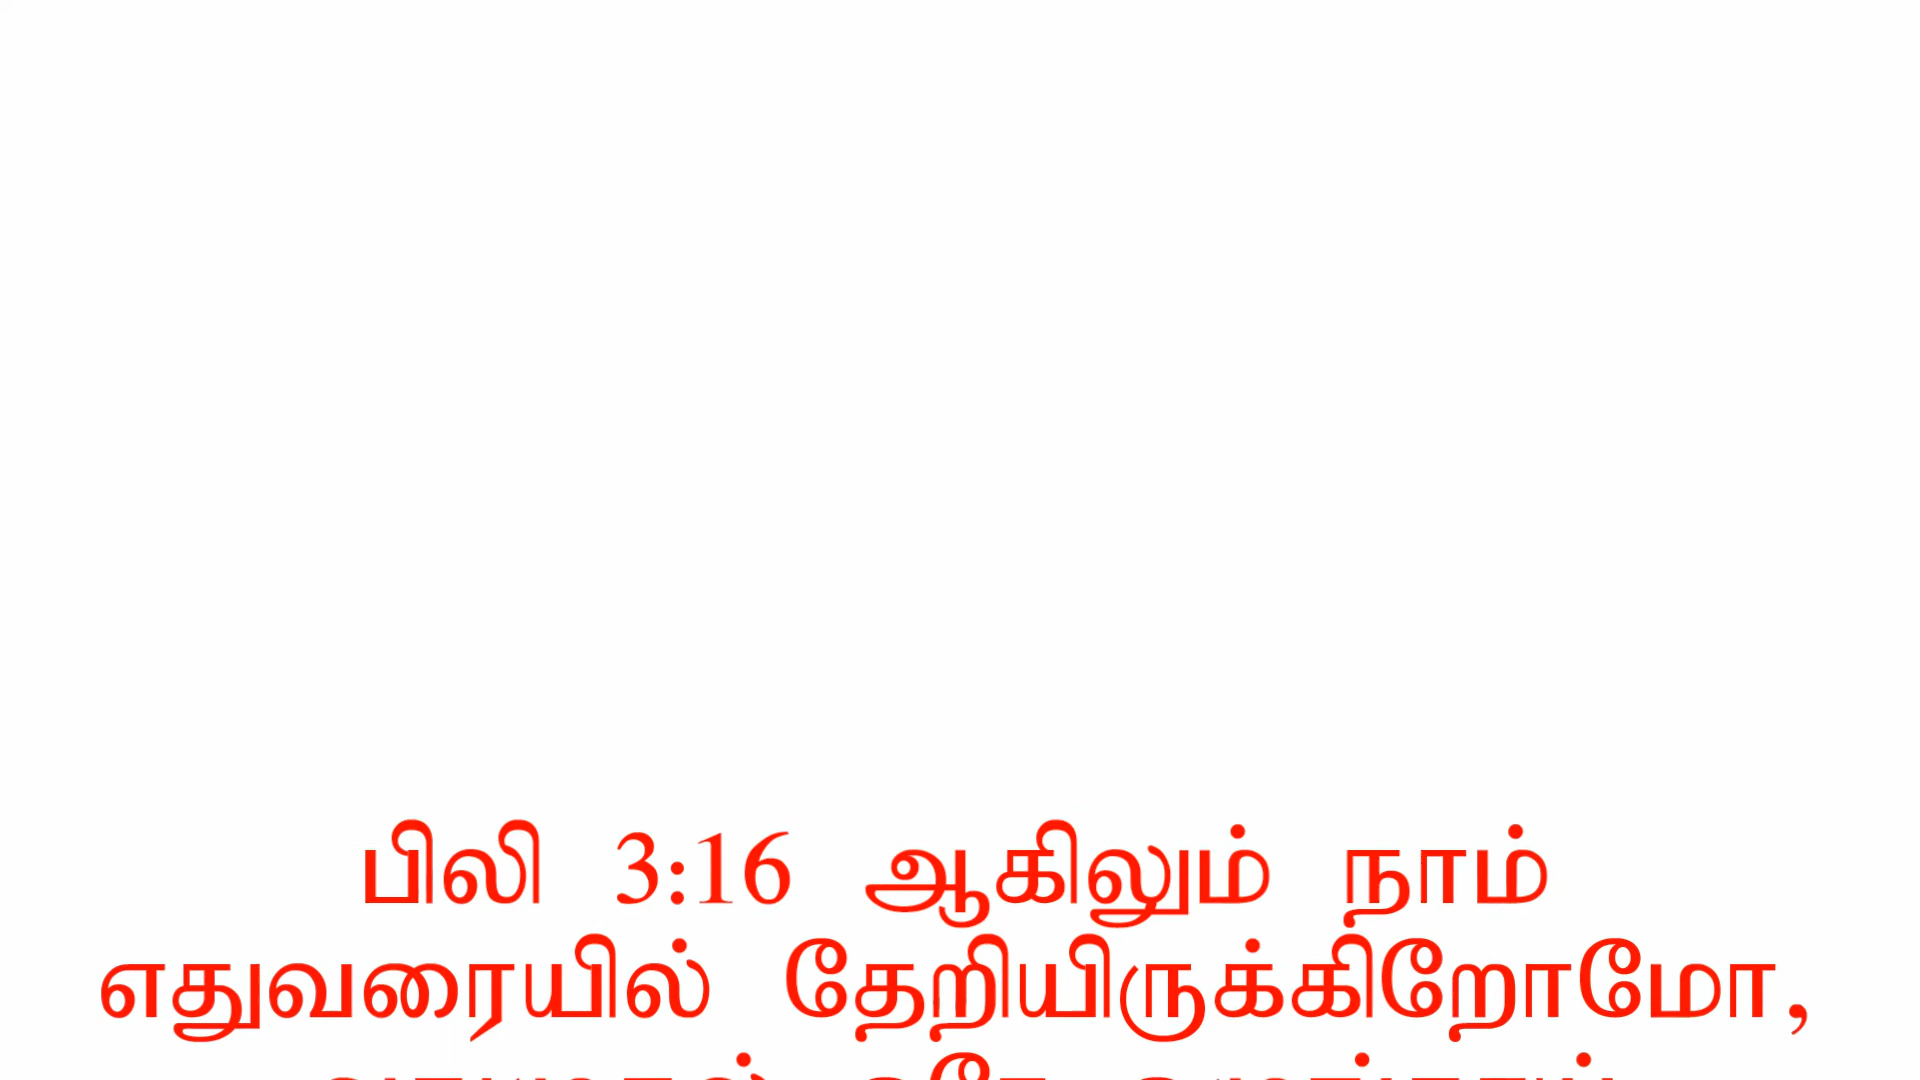 பிலி 3:16 ஆகிலும் நாம்
எதுவரையில் தேறியிருக்கிறோமோ,